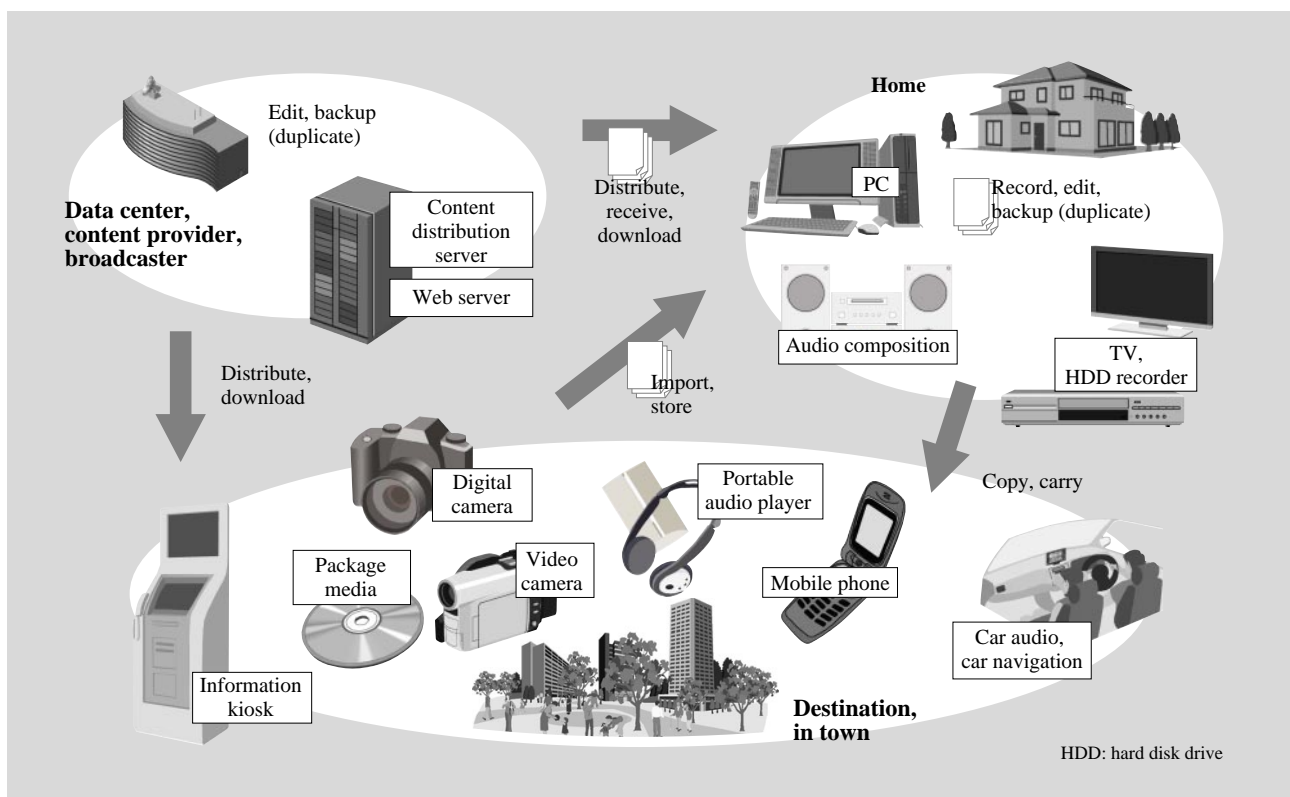 Edit, backup
(duplicate)
Data center,
content provider,
broadcaster
Content
distribution
server
Web server
Distribute,
receive,
download
Home
PC
Record, edit,
backup (duplicate)
Audio composition
TV,
HDD recorder
Distribute,
download
Import,
store
Copy, carry
Digital
camera
Portable
audio player
Package
media
Video
camera
Mobile phone
Car audio,
car navigation
Information
kiosk
Destination,
in town
HDD: hard disk drive